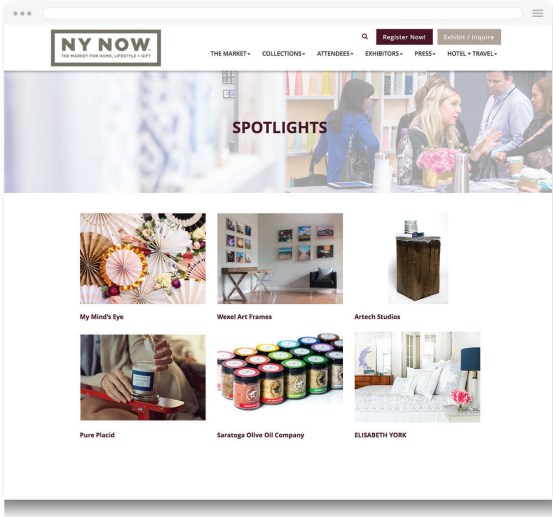 NY NOW.
THE MARKET FOR HOME, LIFESTYLE + GIFT
Register Now!
Exhibit / Inquire
THE MARKET
COLLECTIONS
ATTENDEES
EXHIBITORS
PRESS
HOTEL + TRAVEL
SPOTLIGHTS
My Mind's Eye
Wexel Art Frames
Artech Studios
Pure Placid
Saratoga Olive Oil Company
ELISABETH YORK